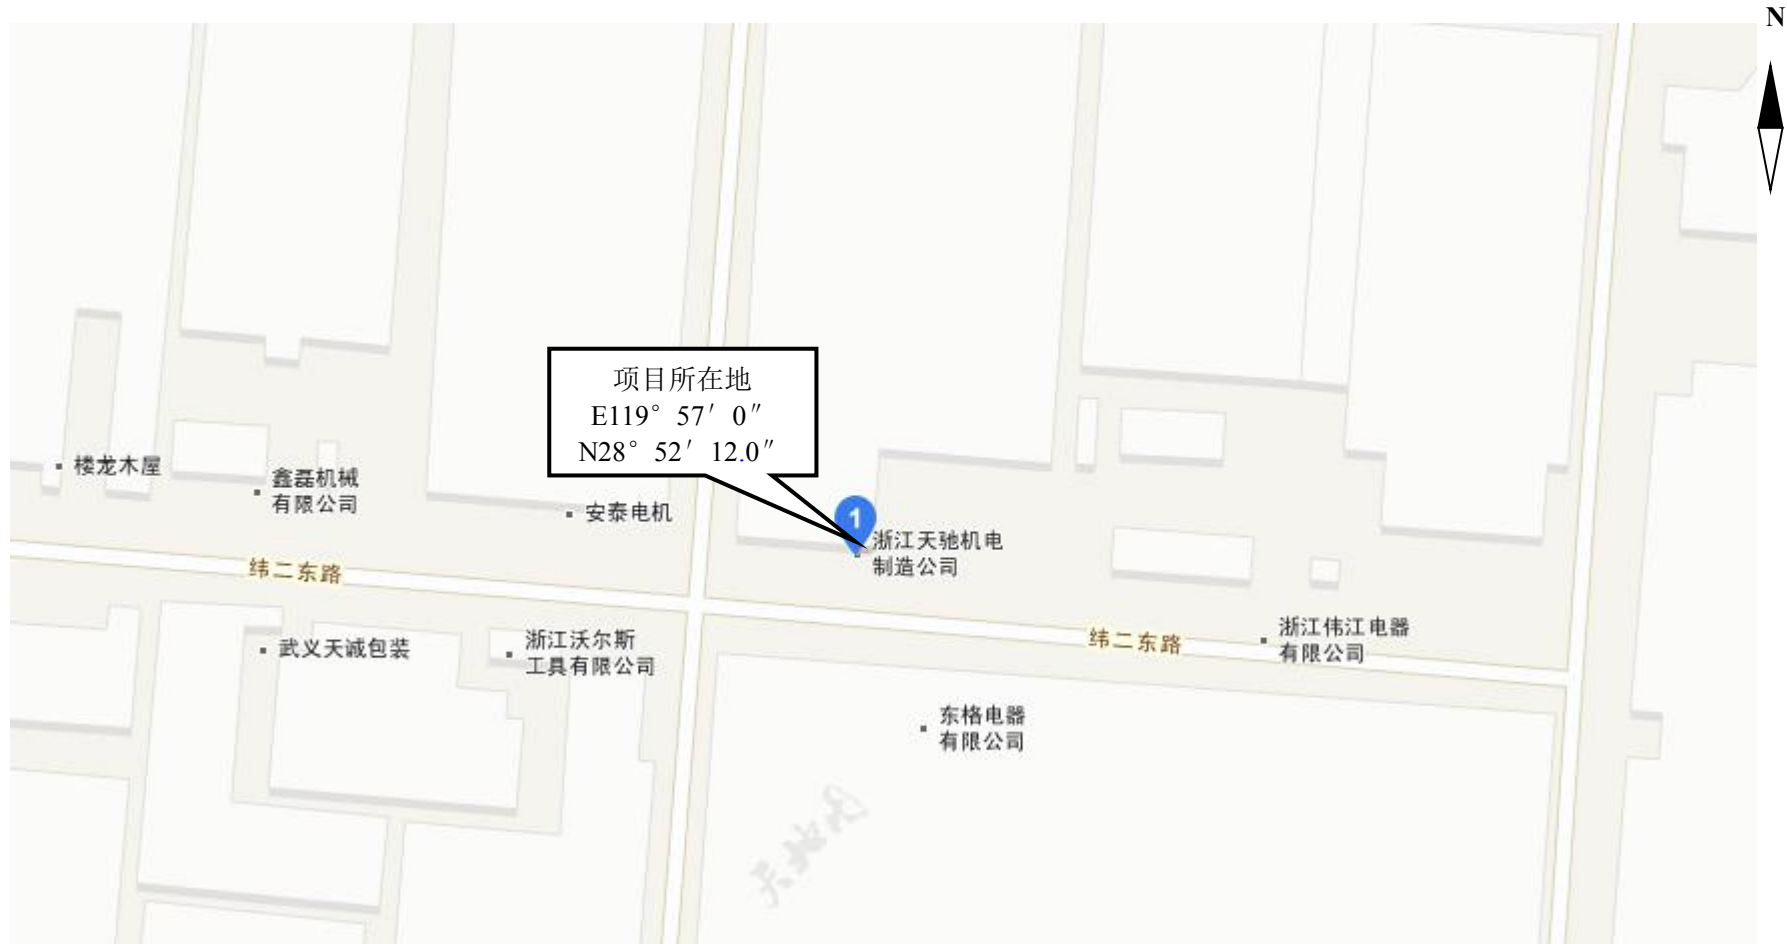 N
项目所在地
E119° 57′ 0″
N28° 52′ 12.0″
楼龙木屋
鑫磊机械
有限公司
安泰电机
1
浙江天驰机电
制造公司
纬二东路
武义天诚包装
浙江沃尔斯
工具有限公司
纬二东路
浙江伟江电器
有限公司
东格电器
有限公司
天地图